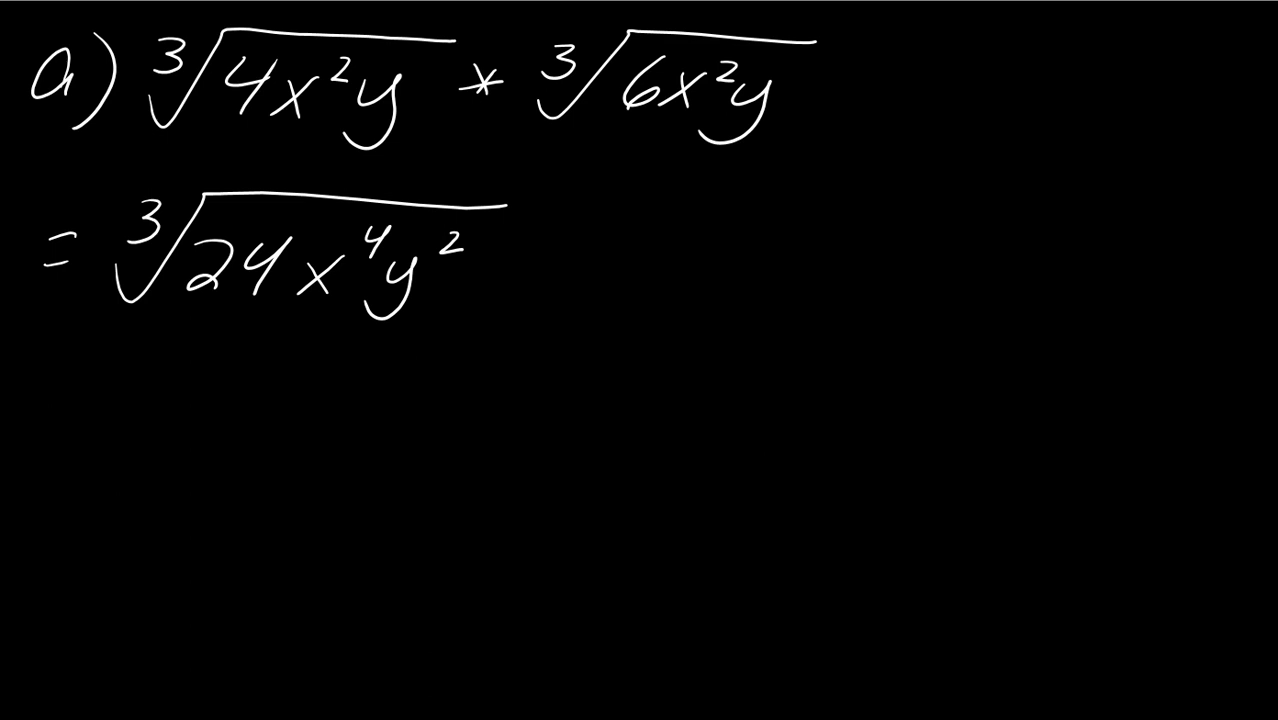 a) ∛(4x²y) * ∛(6x²y)
= ∛(24x⁴y²)